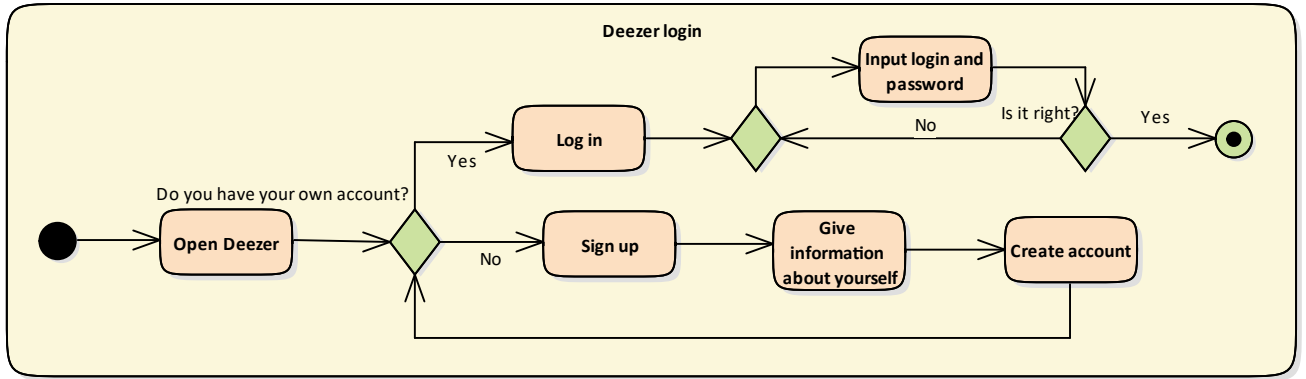 Deezer login
Input login and
password
Is it right?
Yes
No
Log in
Yes
Do you have your own account?
Open Deezer
No
Sign up
Give
information
about yourself
Create account